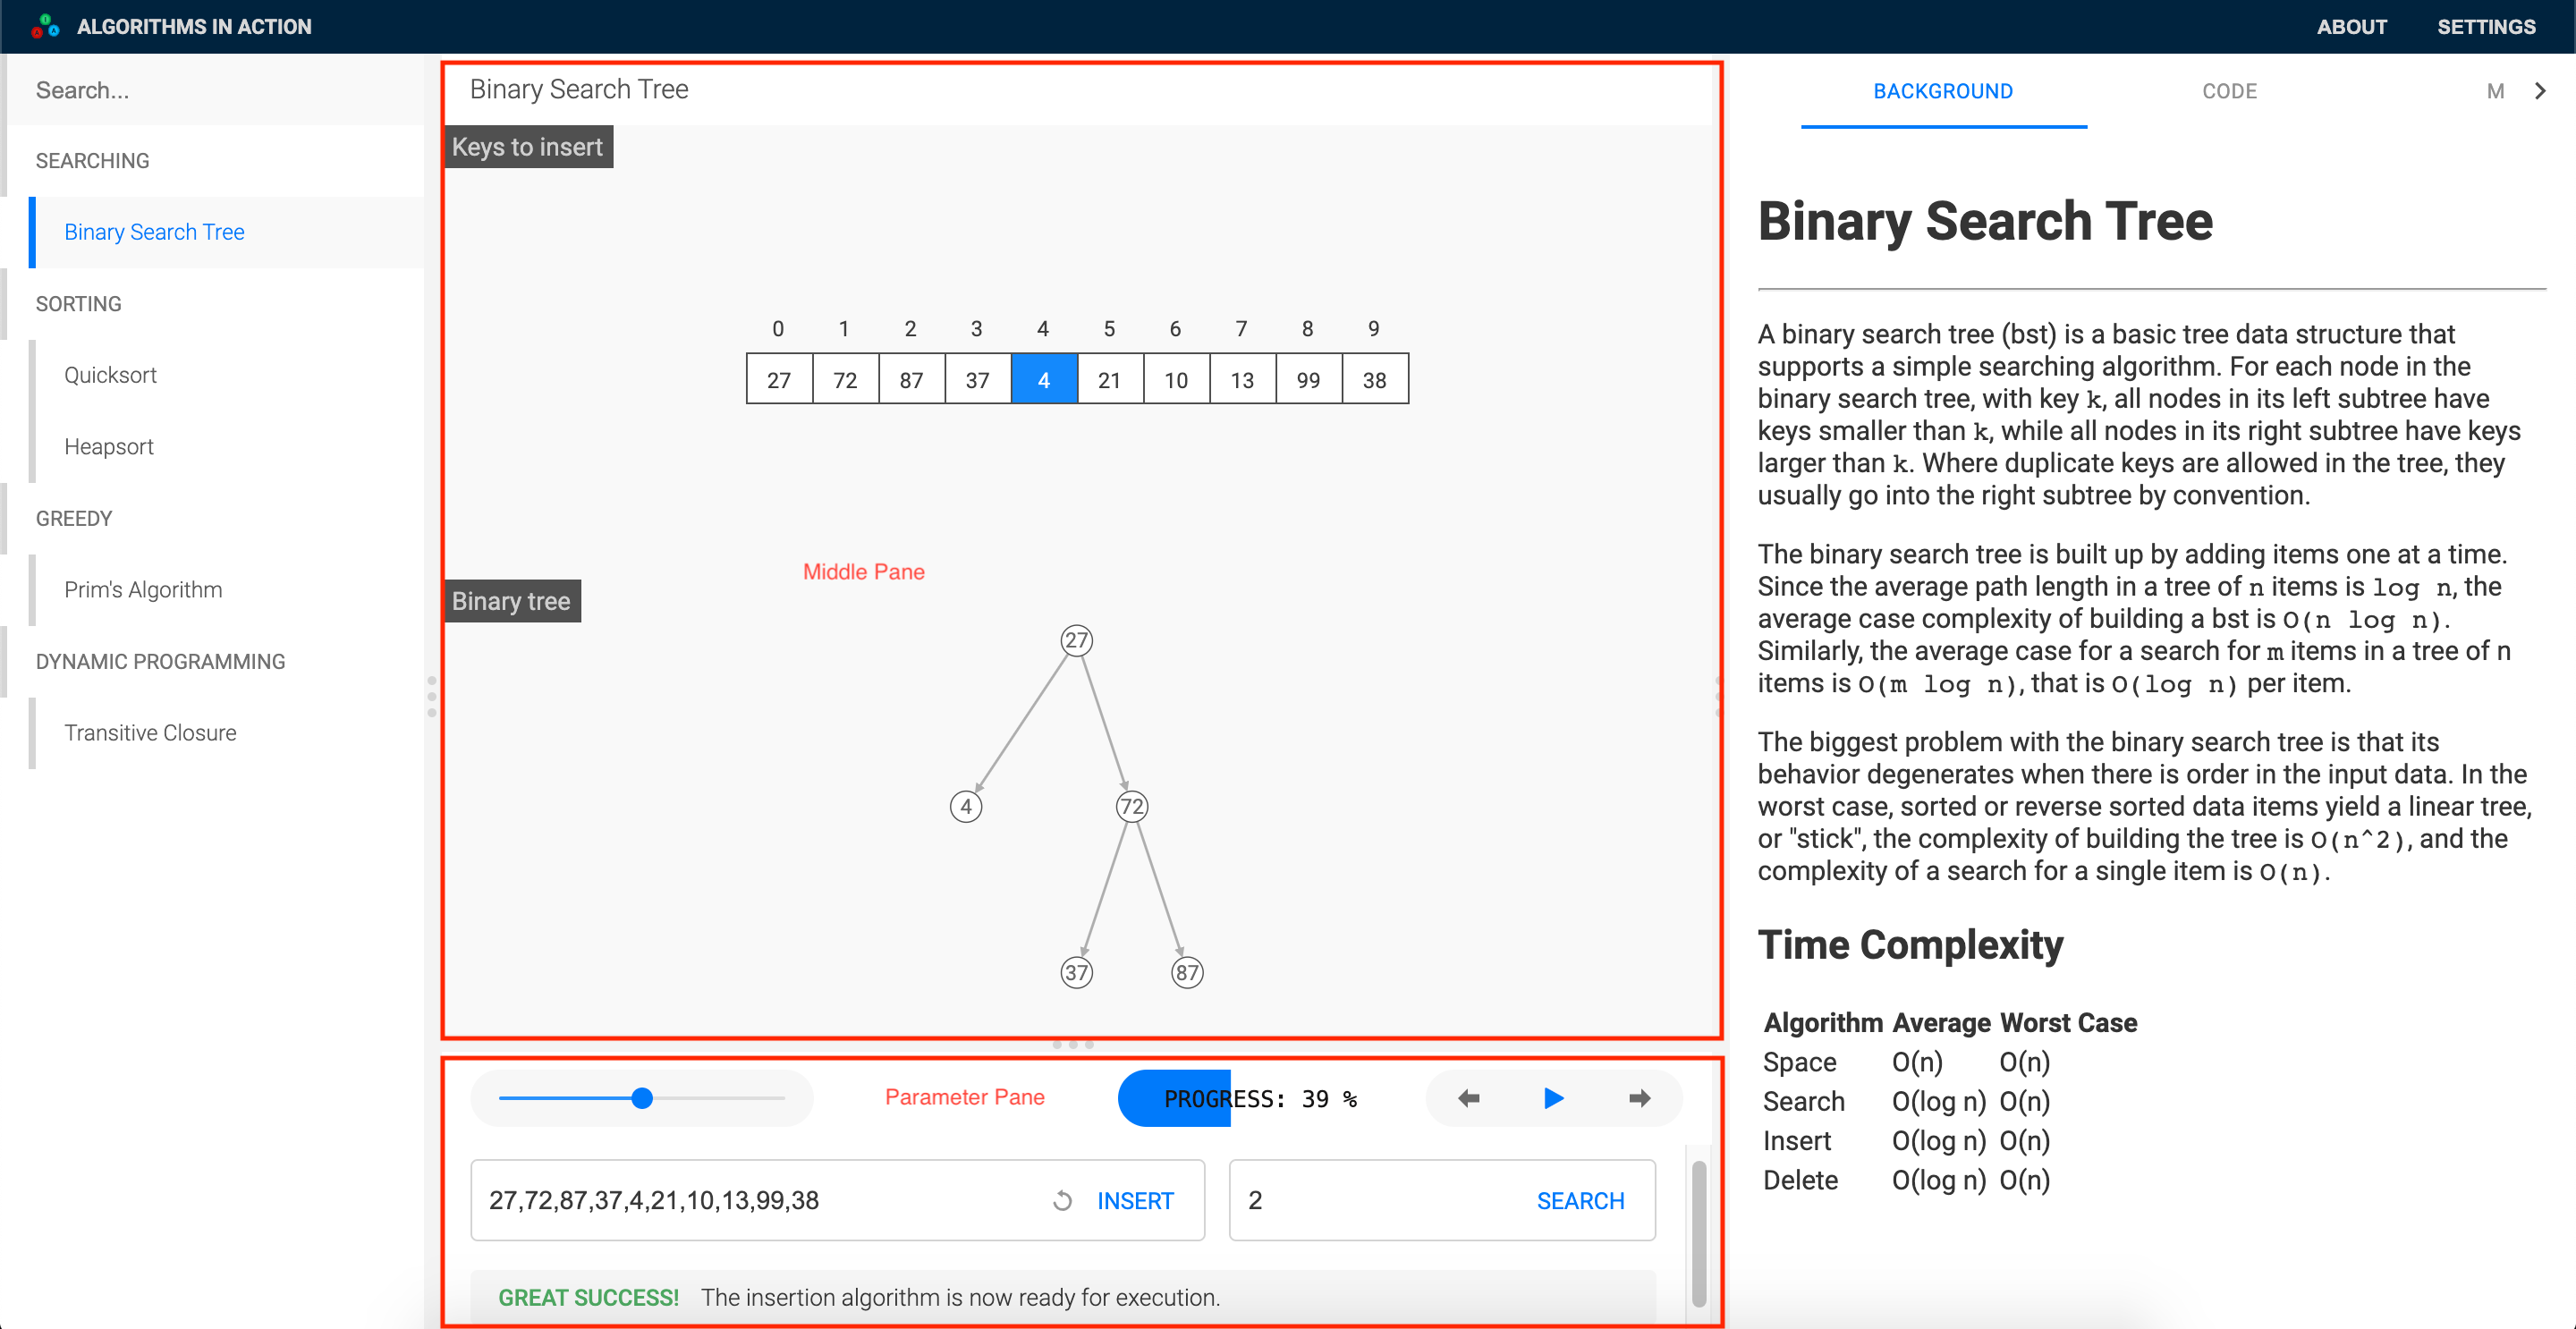 ALGORITHMS IN ACTION
ABOUT
SETTINGS
Search...
SEARCHING
Binary Search Tree
SORTING
Quicksort
Heapsort
GREEDY
Prim's Algorithm
DYNAMIC PROGRAMMING
Transitive Closure
Binary Search Tree
Keys to insert
0 1 2 3 4 5 6 7 8 9
27 72 87 37 4 21 10 13 99 38
Middle Pane
Binary tree
27
4 72
37 87
Parameter Pane
PROGRESS: 39 %
27,72,87,37,4,21,10,13,99,38
INSERT
2
SEARCH
GREAT SUCCESS! The insertion algorithm is now ready for execution.
BACKGROUND
CODE
M
Binary Search Tree
A binary search tree (bst) is a basic tree data structure that
supports a simple searching algorithm. For each node in the
binary search tree, with key k, all nodes in its left subtree have
keys smaller than k, while all nodes in its right subtree have keys
larger than k. Where duplicate keys are allowed in the tree, they
usually go into the right subtree by convention.
The binary search tree is built up by adding items one at a time.
Since the average path length in a tree of n items is log n, the
average case complexity of building a bst is O(n log n).
Similarly, the average case for a search for m items in a tree of n
items is O(m log n), that is O(log n) per item.
The biggest problem with the binary search tree is that its
behavior degenerates when there is order in the input data. In the
worst case, sorted or reverse sorted data items yield a linear tree,
or "stick", the complexity of building the tree is O(n^2), and the
complexity of a search for a single item is O(n).
Time Complexity
Algorithm Average Worst Case
Space O(n) O(n)
Search O(log n) O(n)
Insert O(log n) O(n)
Delete O(log n) O(n)